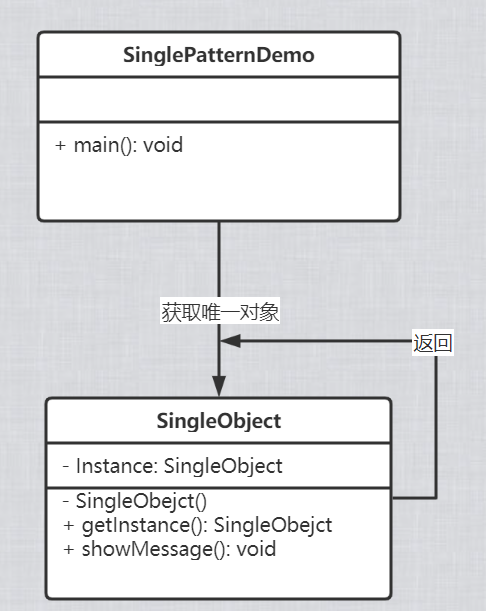 SinglePatternDemo
+ main(): void
获取唯一对象
返回
SingleObject
- Instance: SingleObject
- SingleObejct()
+ getInstance(): SingleObejct
+ showMessage(): void